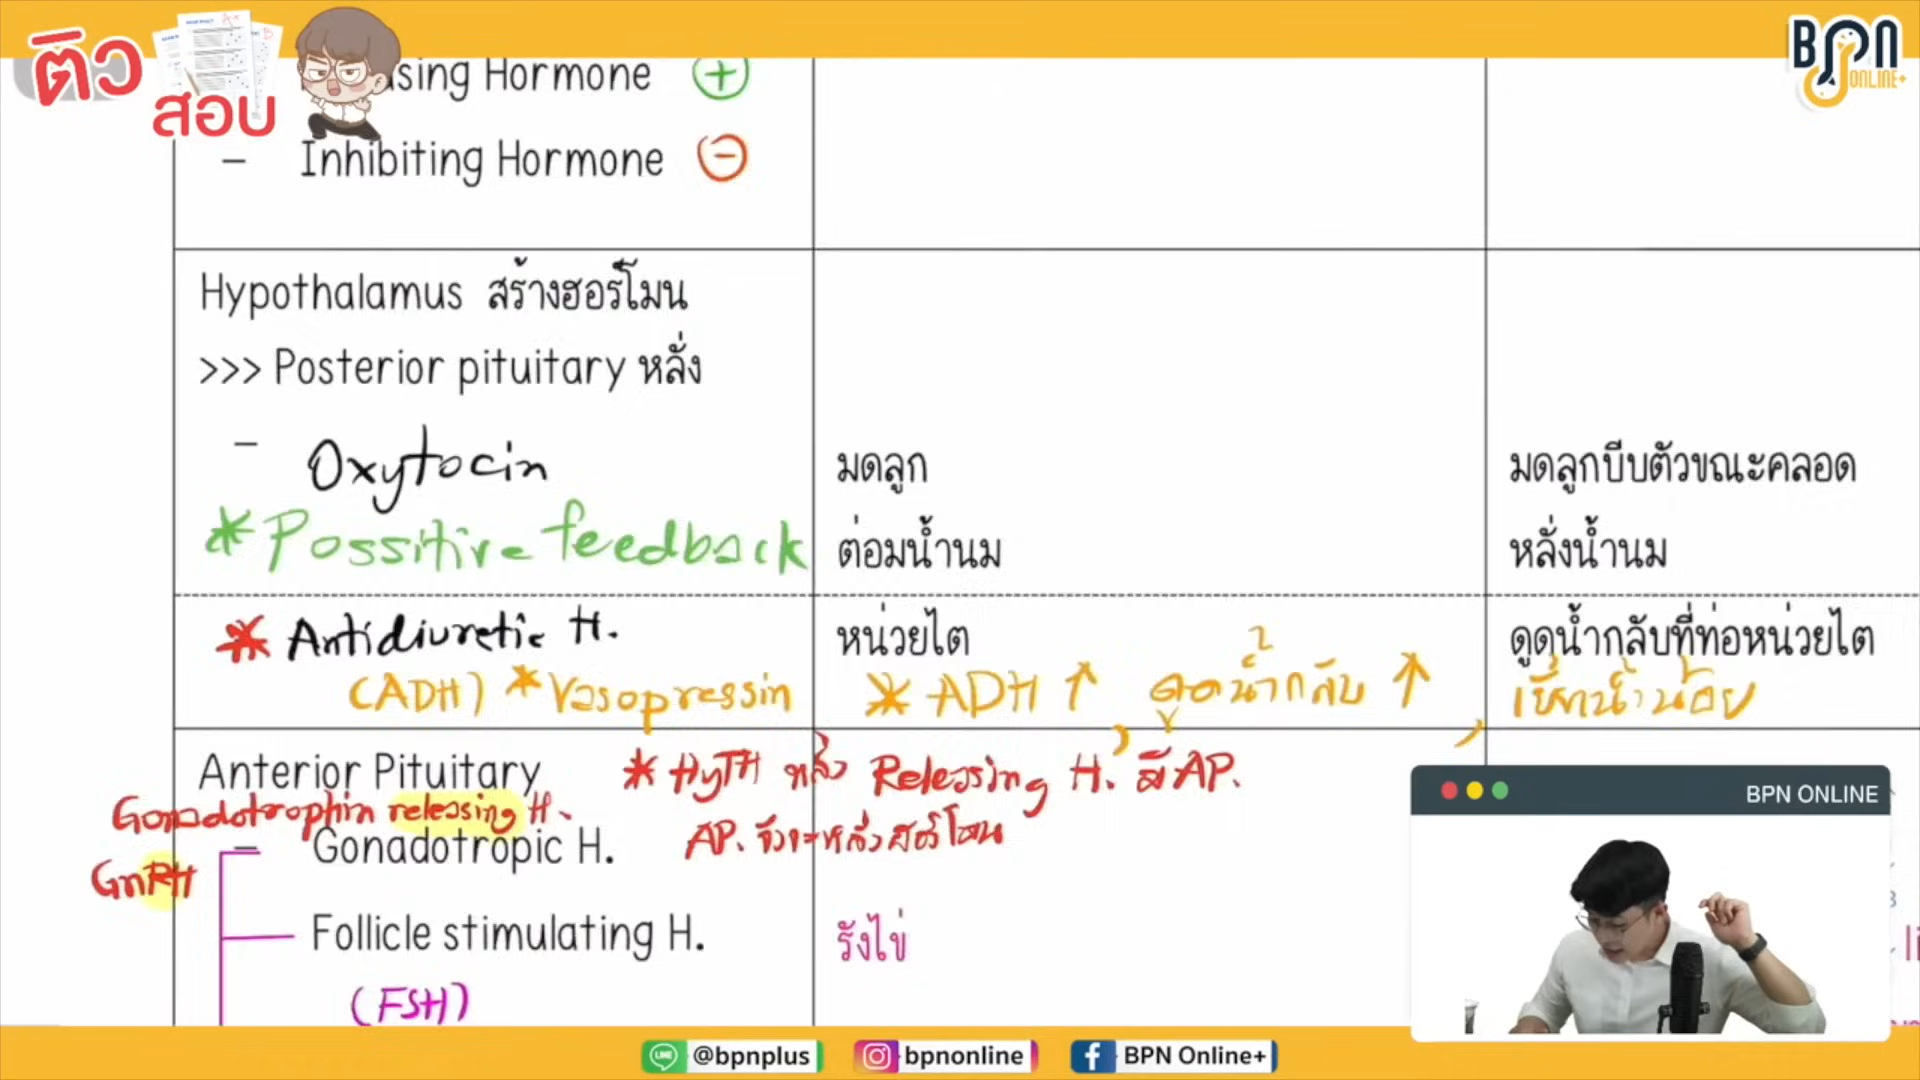 ติว
สอบ
BPN
ONLINE+
sing Hormone +
- Inhibiting Hormone -
Hypothalamus สร้างฮอร์โมน
>>> Posterior pituitary หลั่ง
- Oxytocin มดลูก มดลูกบีบตัวขณะคลอด
* Possitive feedback ต่อมน้ำนม หลั่งน้ำนม
* Antidiuretic H. หน่วยไต ดูดน้ำกลับที่ท่อหน่วยไต
(ADH) * Vasopressin * ADH ↑, ดูดน้ำกลับ ↑, เยี่ยวน้ำน้อย
Anterior Pituitary * HyTH หลั่ง Releasing H. สู่ AP.
Gonadotrophin releasing H. AP. จึงจะหลั่งฮอร์โมน
- Gonadotropic H.
GnRH
Follicle stimulating H. รังไข่
(FSH)
BPN ONLINE
LINE @bpnplus bpnonline BPN Online+